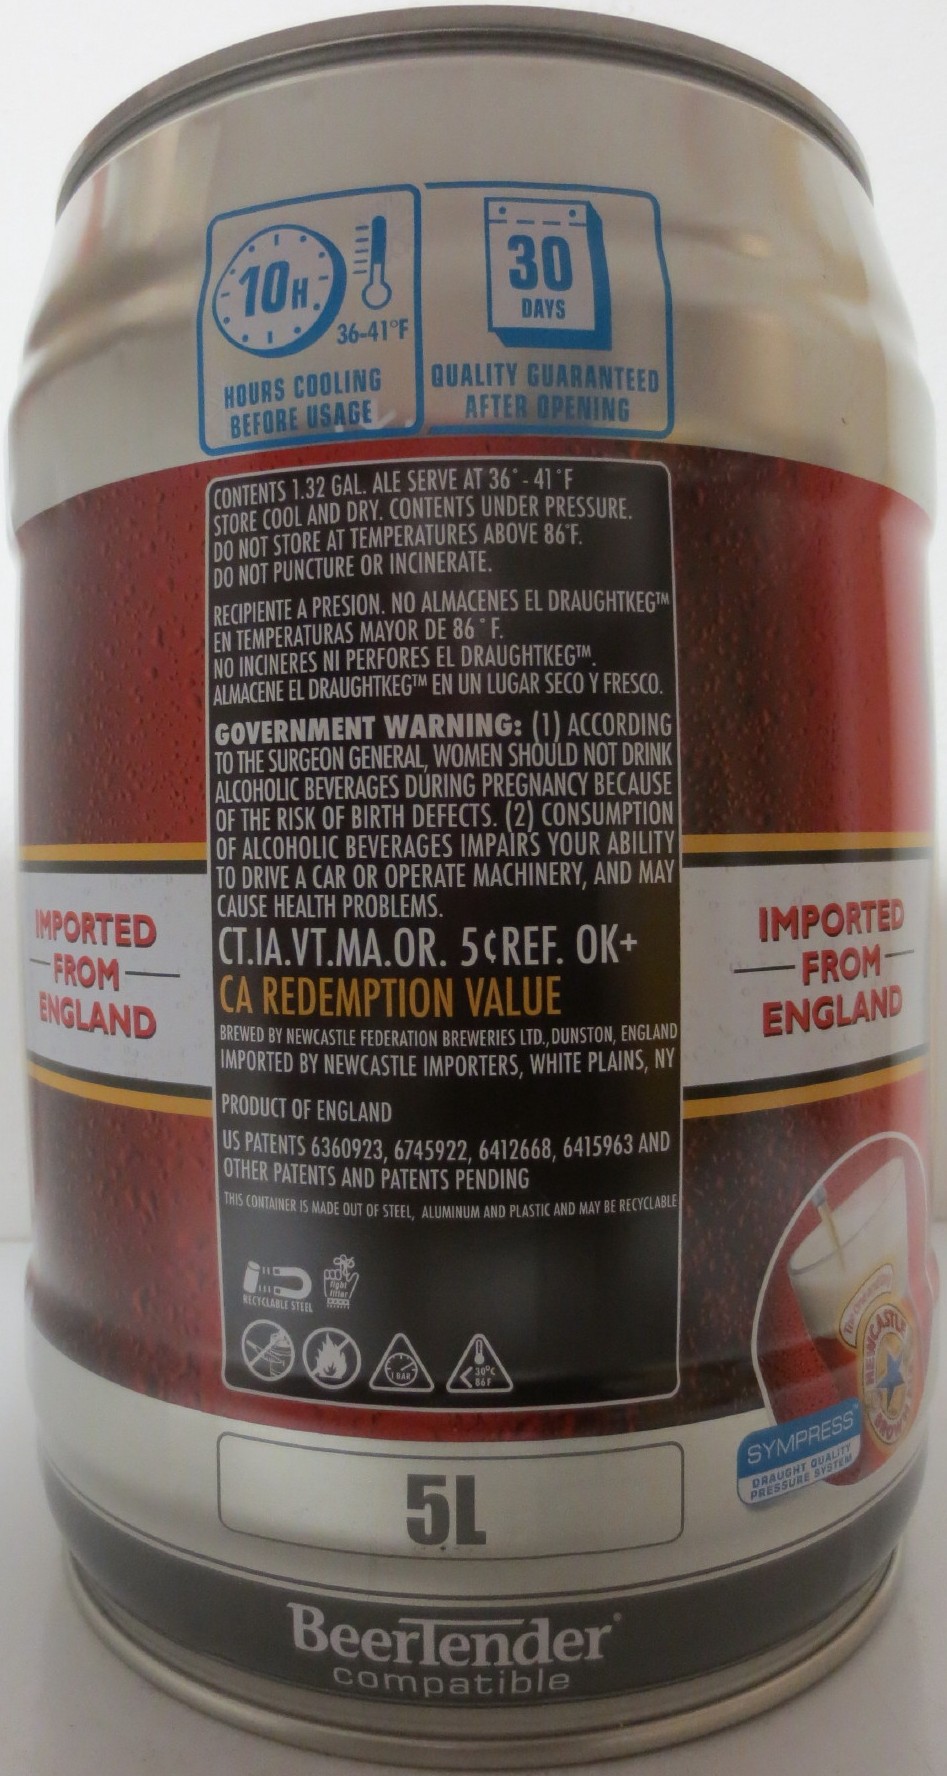 10H
36-41°F
HOURS COOLING
BEFORE USAGE
30
DAYS
QUALITY GUARANTEED
AFTER OPENING
CONTENTS 1.32 GAL. ALE SERVE AT 36° - 41°F
STORE COOL AND DRY. CONTENTS UNDER PRESSURE.
DO NOT STORE AT TEMPERATURES ABOVE 86°F.
DO NOT PUNCTURE OR INCINERATE.
RECIPIENTE A PRESION. NO ALMACENES EL DRAUGHTKEG™
EN TEMPERATURAS MAYOR DE 86° F.
NO INCINERES NI PERFORES EL DRAUGHTKEG™.
ALMACENE EL DRAUGHTKEG™ EN UN LUGAR SECO Y FRESCO.
GOVERNMENT WARNING: (1) ACCORDING
TO THE SURGEON GENERAL, WOMEN SHOULD NOT DRINK
ALCOHOLIC BEVERAGES DURING PREGNANCY BECAUSE
OF THE RISK OF BIRTH DEFECTS. (2) CONSUMPTION
OF ALCOHOLIC BEVERAGES IMPAIRS YOUR ABILITY
TO DRIVE A CAR OR OPERATE MACHINERY, AND MAY
CAUSE HEALTH PROBLEMS.
CT.IA.VT.MA.OR. 5¢REF. OK+
CA REDEMPTION VALUE
BREWED BY NEWCASTLE FEDERATION BREWERIES LTD., DUNSTON, ENGLAND
IMPORTED BY NEWCASTLE IMPORTERS, WHITE PLAINS, NY
PRODUCT OF ENGLAND
US PATENTS 6360923, 6745922, 6412668, 6415963 AND
OTHER PATENTS AND PATENTS PENDING
THIS CONTAINER IS MADE OUT OF STEEL, ALUMINUM AND PLASTIC AND MAY BE RECYCLABLE
RECYCLABLE STEEL
tight
1 BAR
< 30°C
86 F
IMPORTED
FROM
ENGLAND
IMPORTED
FROM
ENGLAND
NEWCASTLE
BROWN
SYMPRESS™
DRAUGHT QUALITY
PRESSURE SYSTEM
5L
BeerTender®
compatible